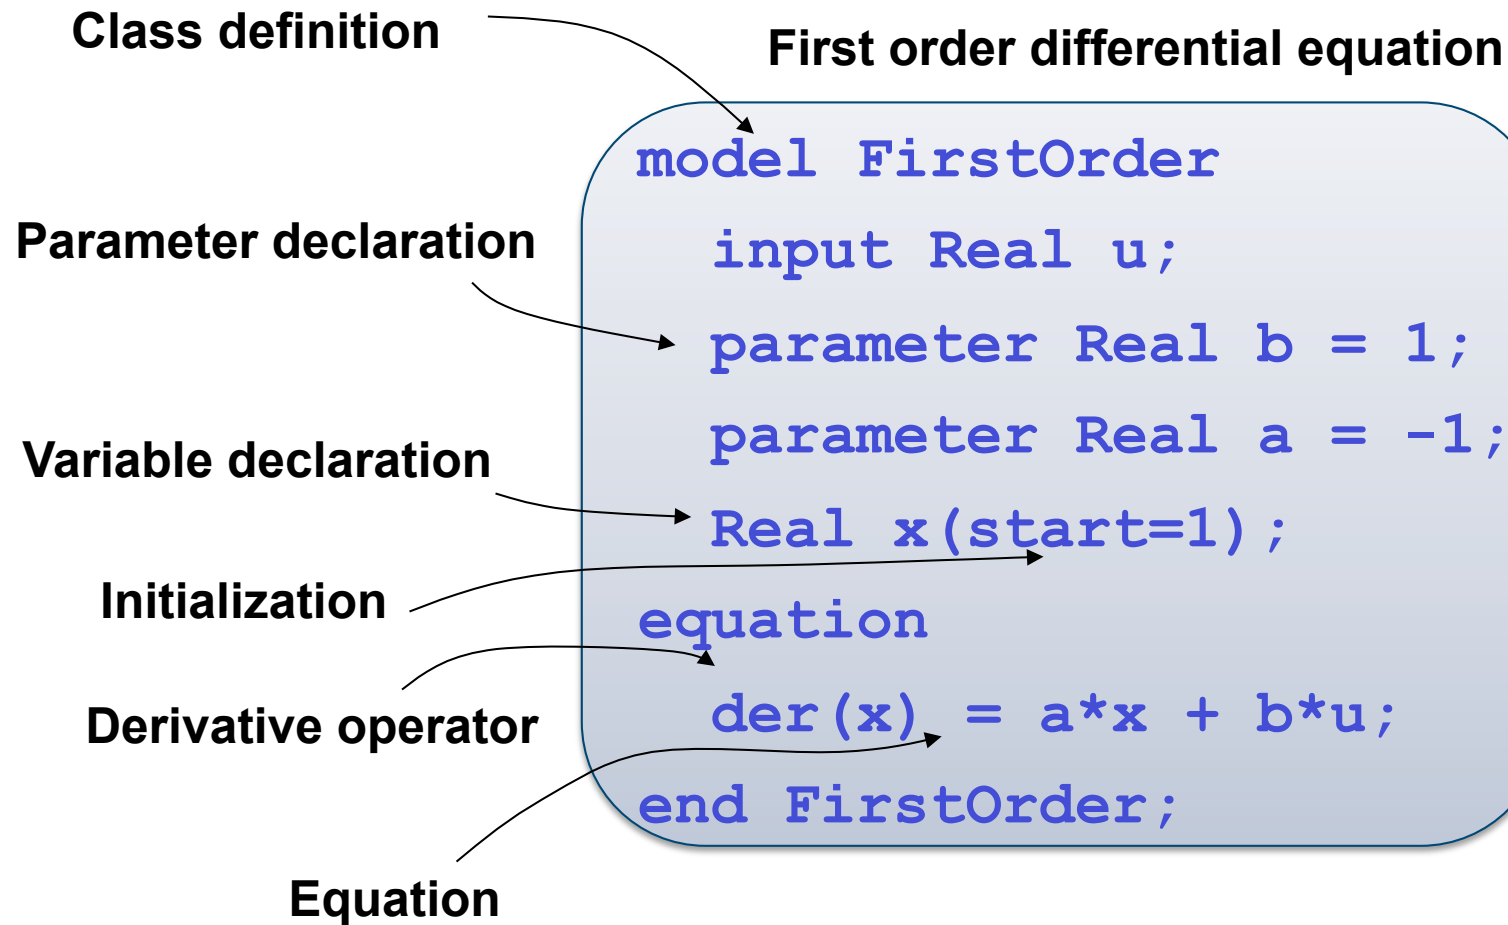 Class definition
First order differential equation
model FirstOrder
Parameter declaration
input Real u;
parameter Real b = 1;
parameter Real a = -1;
Variable declaration
Real x(start=1);
Initialization
equation
Derivative operator
der(x) = a*x + b*u;
end FirstOrder;
Equation